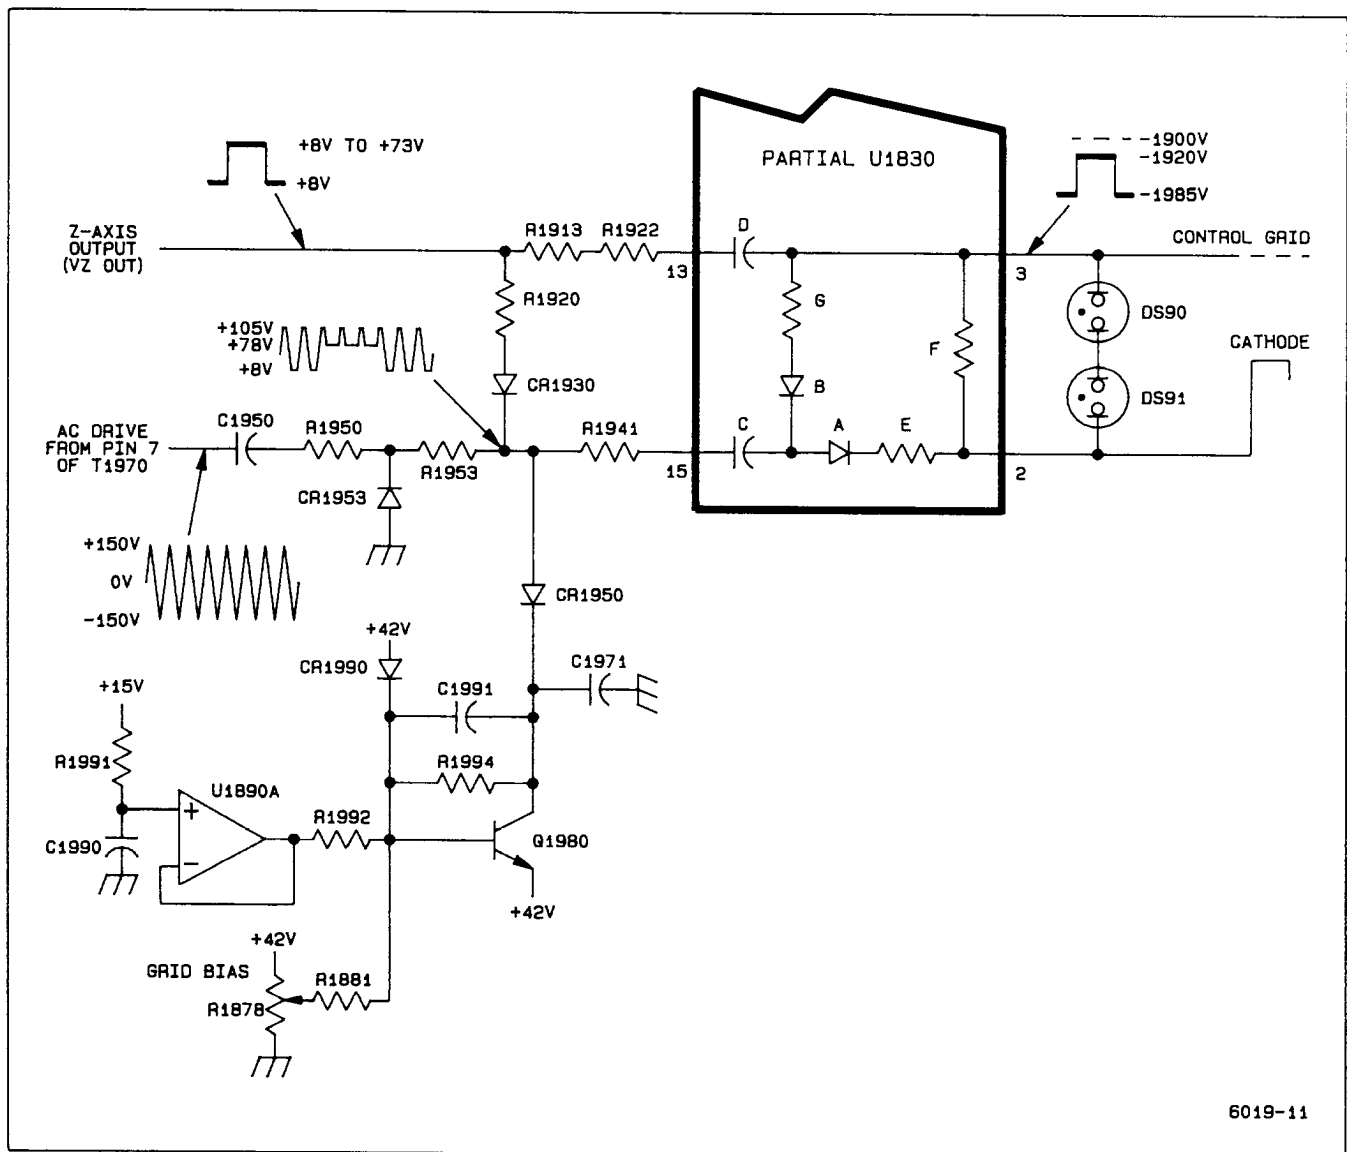 +8V TO +73V
+8V
PARTIAL U1830
-1900V
-1920V
-1985V
Z-AXIS
OUTPUT
(VZ OUT)
R1913
R1922
D
13
3
CONTROL GRID
R1920
G
F
DS90
CATHODE
+105V
+78V
+8V
CR1930
B
DS91
C1950
R1950
AC DRIVE
FROM PIN 7
OF T1970
R1953
R1941
C
A
E
15
2
CR1953
+150V
0V
-150V
CR1950
+42V
CR1990
C1971
C1991
+15V
R1991
R1994
U1890A
+
-
R1992
C1990
Q1980
+42V
+42V
GRID BIAS
R1878
R1881
6019-11